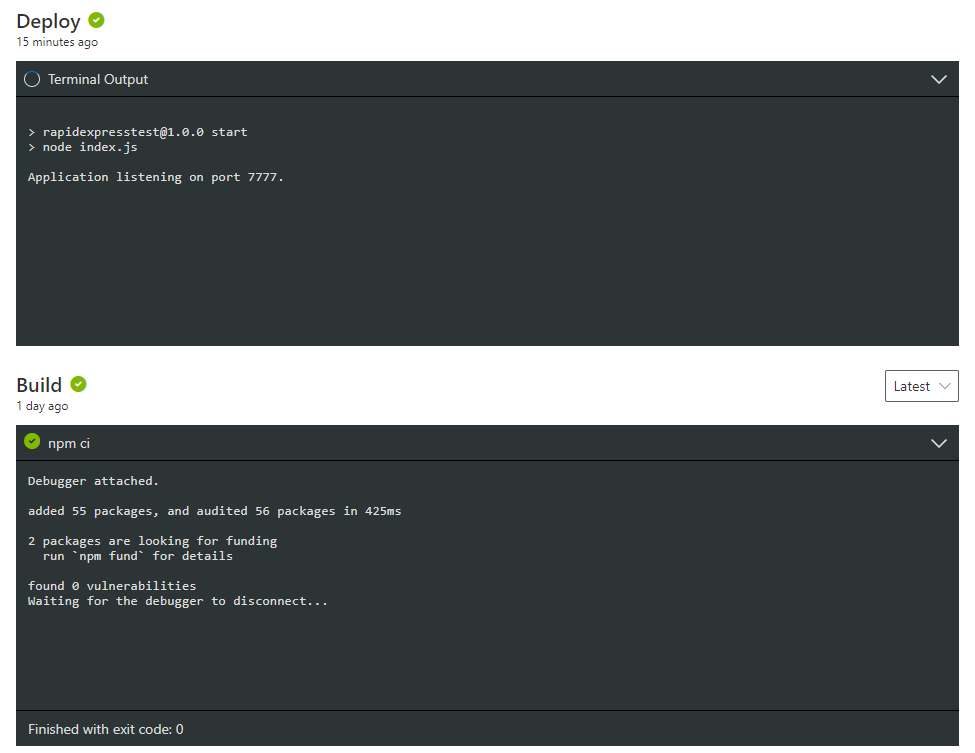 Deploy
15 minutes ago
Terminal Output
> rapidexpresstest@1.0.0 start
> node index.js
Application listening on port 7777.
Build
Latest
1 day ago
npm ci
Debugger attached.
added 55 packages, and audited 56 packages in 425ms
2 packages are looking for funding
run `npm fund` for details
found 0 vulnerabilities
Waiting for the debugger to disconnect...
Finished with exit code: 0